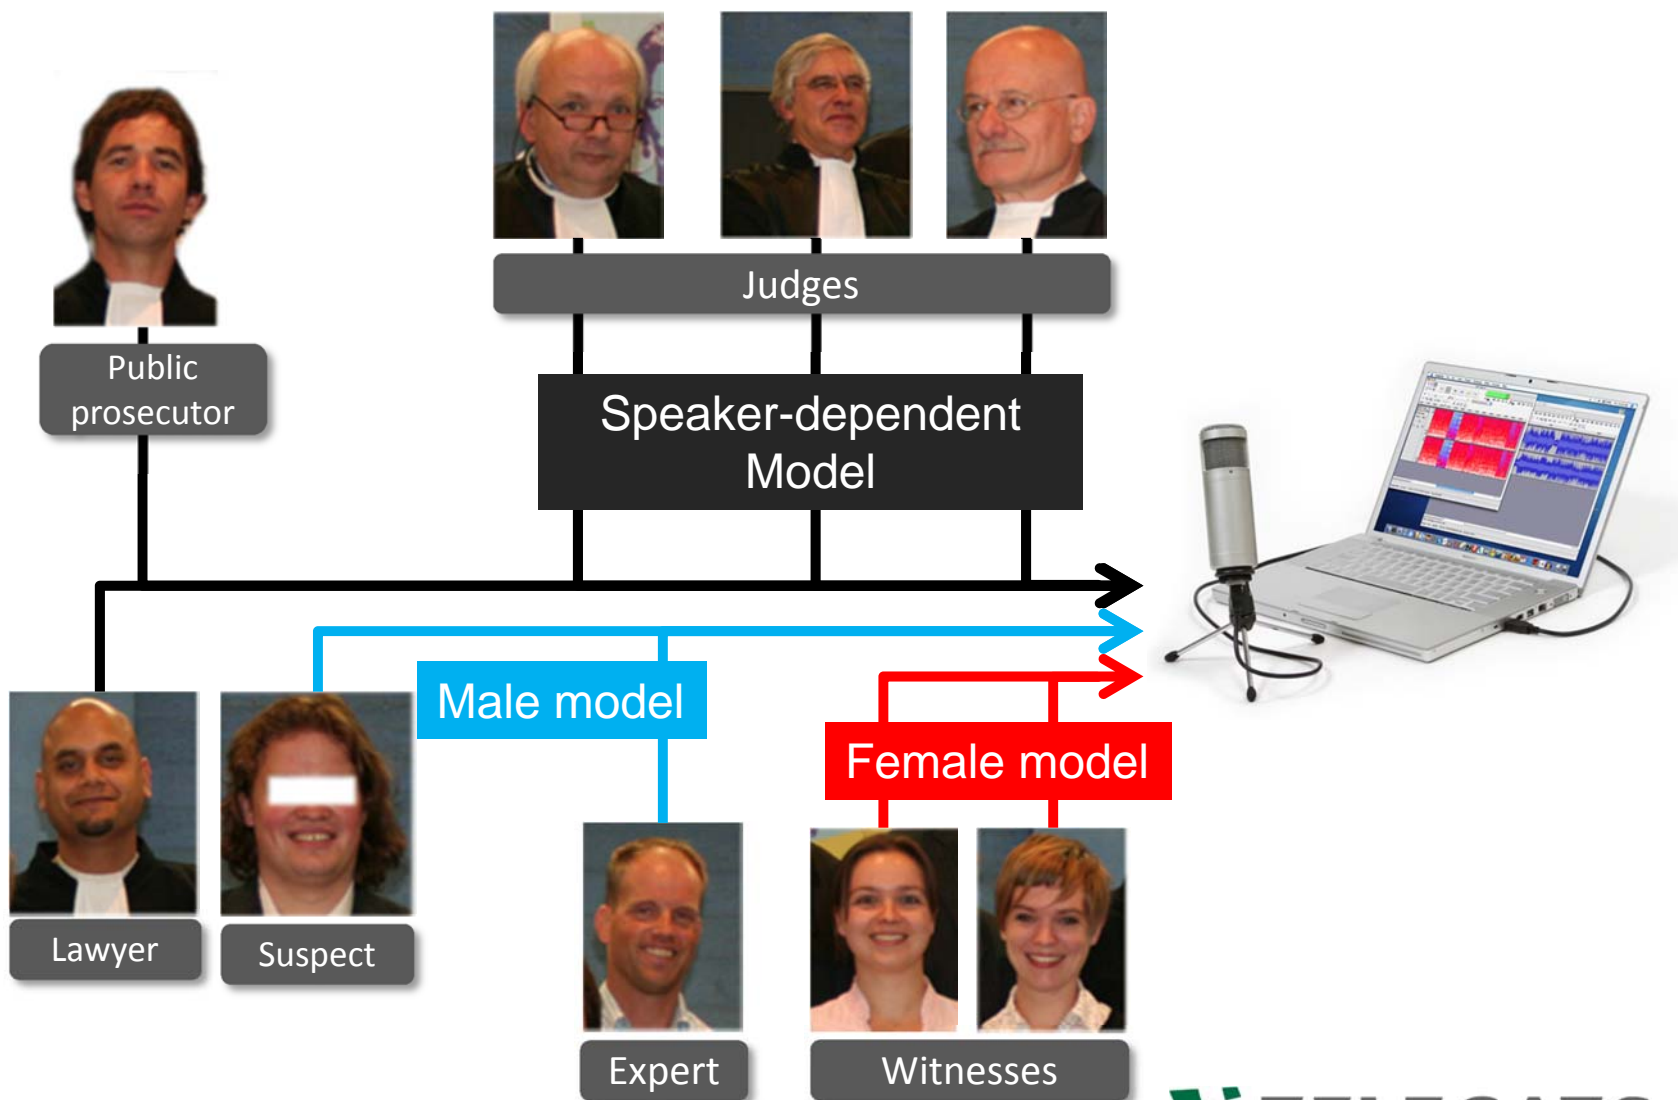 Judges
Public
prosecutor
Speaker-dependent
Model
Male model
Female model
Lawyer
Suspect
Expert
Witnesses